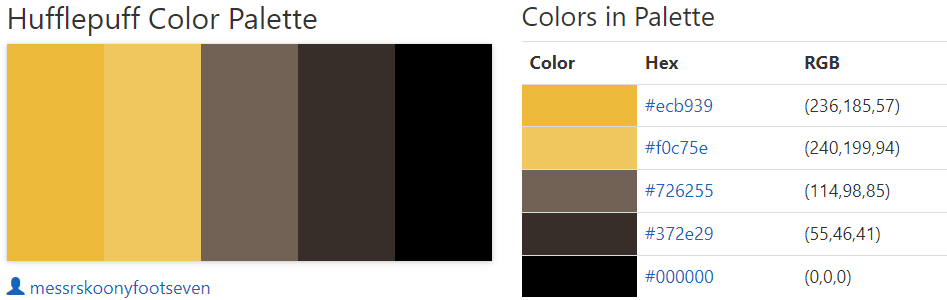 Hufflepuff Color Palette
messrskoonyfootseven
Colors in Palette
Color Hex RGB
#ecb939 (236,185,57)
#f0c75e (240,199,94)
#726255 (114,98,85)
#372e29 (55,46,41)
#000000 (0,0,0)